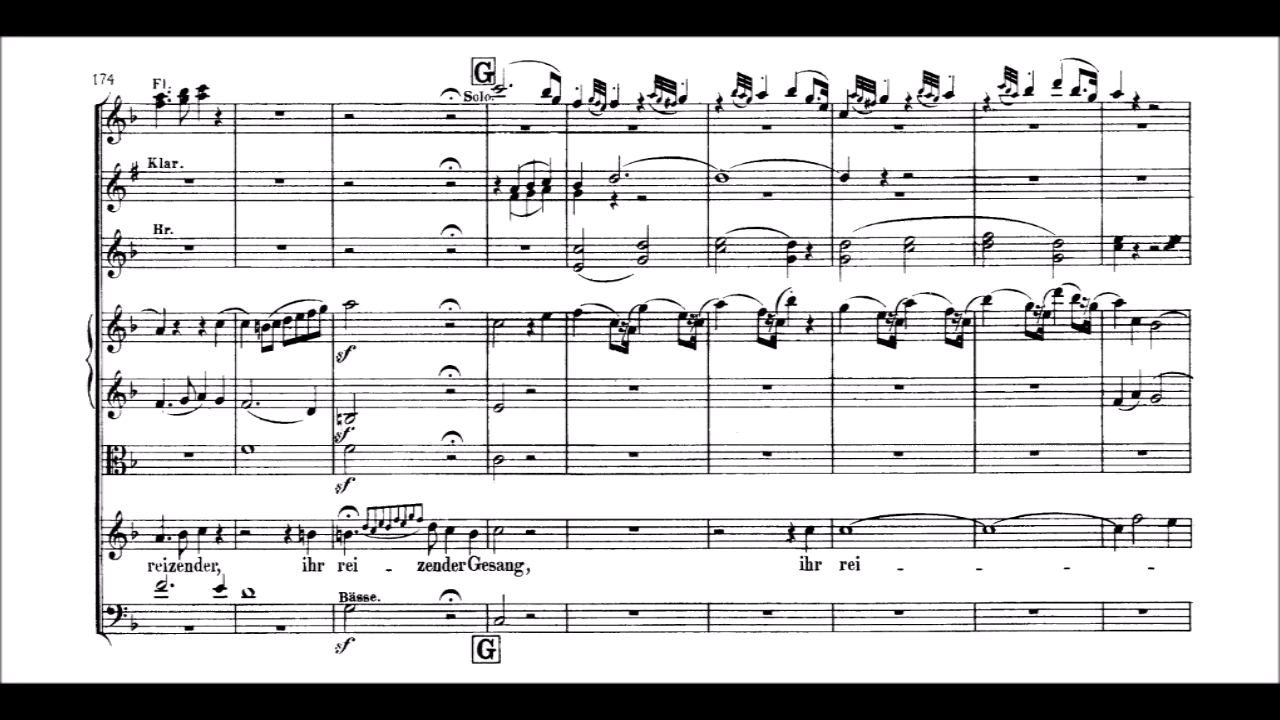 174
Fl.
G
Solo.
Klar.
Hr.
sf
sf
sf
reizender, ihr rei - zender Gesang, ihr rei - - - -
Bässe.
sf
G